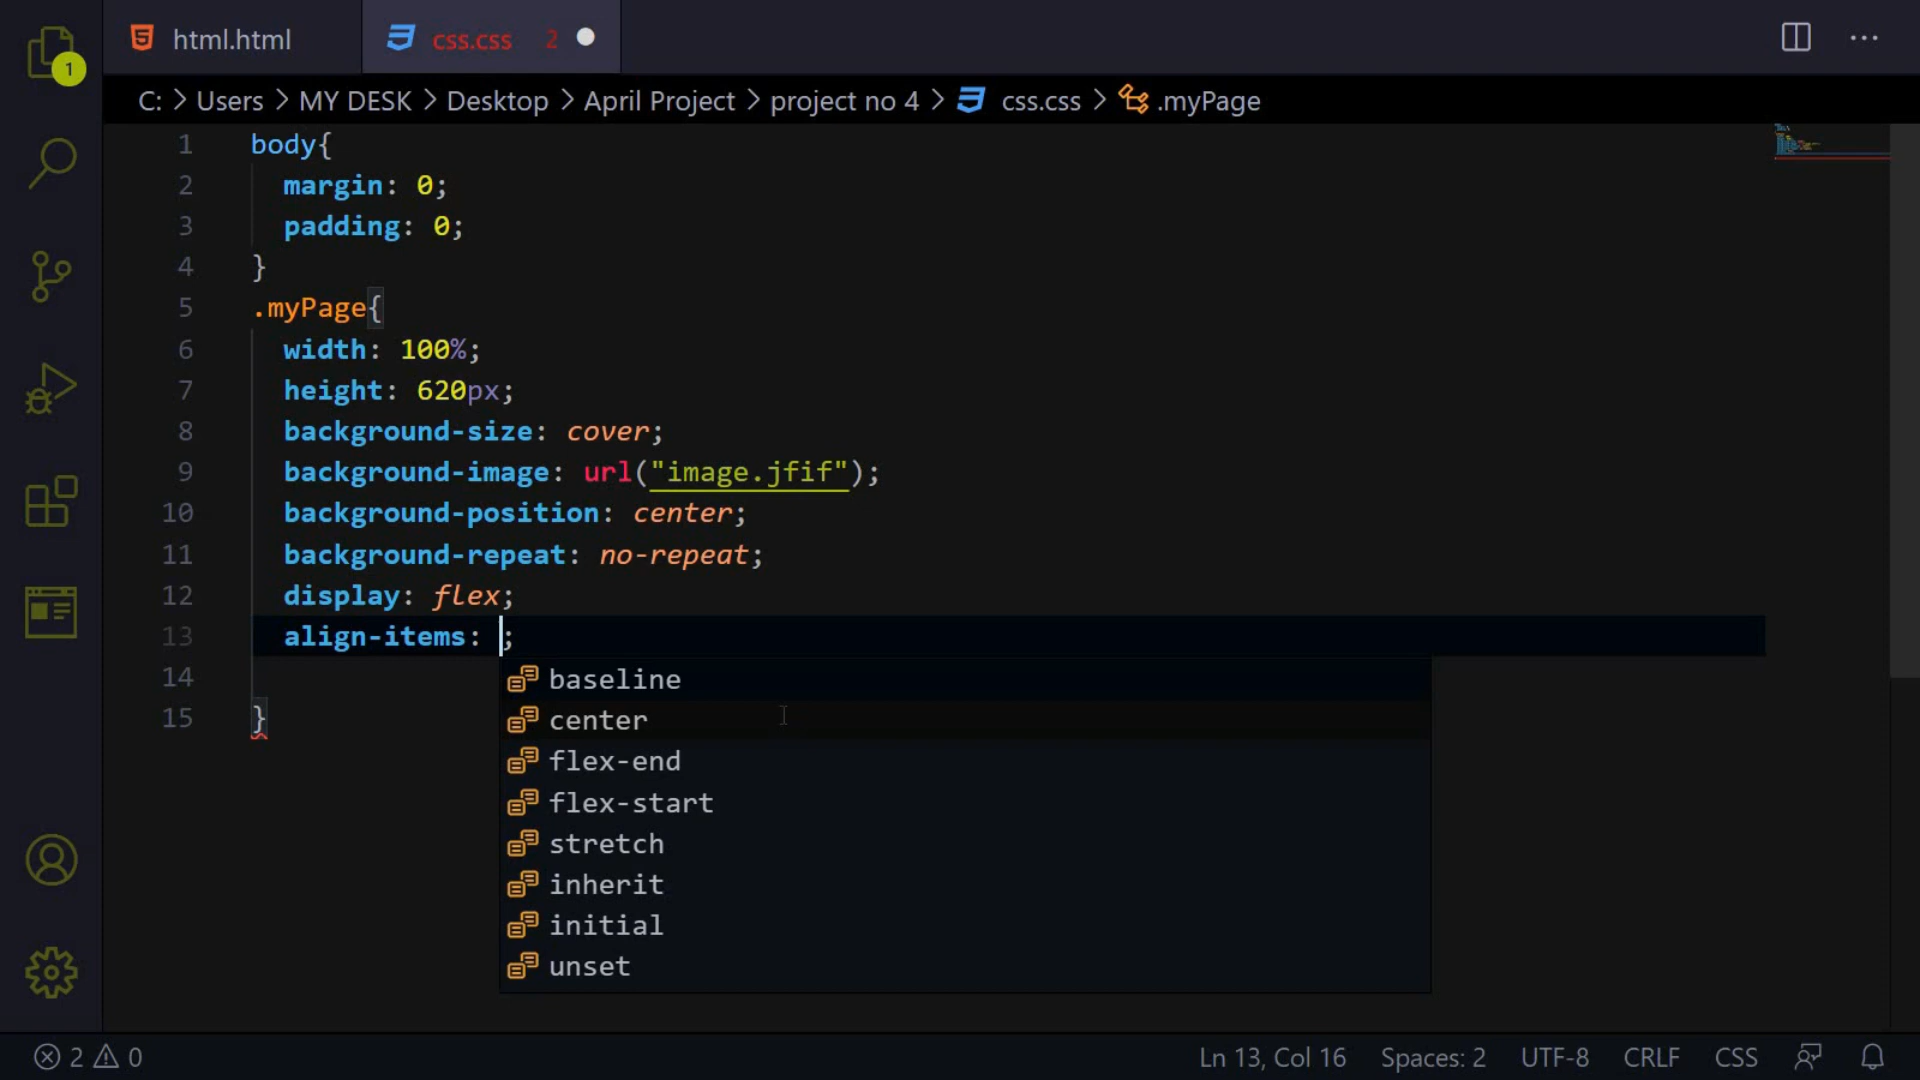 html.html
css.css 2
1
C: > Users > MY DESK > Desktop > April Project > project no 4 > css.css > .myPage
1 body{
2 margin: 0;
3 padding: 0;
4 }
5 .myPage{
6 width: 100%;
7 height: 620px;
8 background-size: cover;
9 background-image: url("image.jfif");
10 background-position: center;
11 background-repeat: no-repeat;
12 display: flex;
13 align-items: ;
14
15 }
baseline
center
flex-end
flex-start
stretch
inherit
initial
unset
2 0
Ln 13, Col 16 Spaces: 2 UTF-8 CRLF CSS